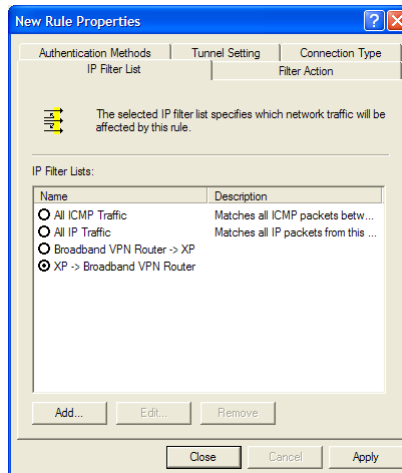 New Rule Properties
Authentication Methods Tunnel Setting Connection Type
IP Filter List Filter Action
The selected IP filter list specifies which network traffic will be
affected by this rule.
IP Filter Lists:
Name Description
All ICMP Traffic Matches all ICMP packets betw...
All IP Traffic Matches all IP packets from this ...
Broadband VPN Router -> XP
XP -> Broadband VPN Router
Add... Edit... Remove
Close Cancel Apply